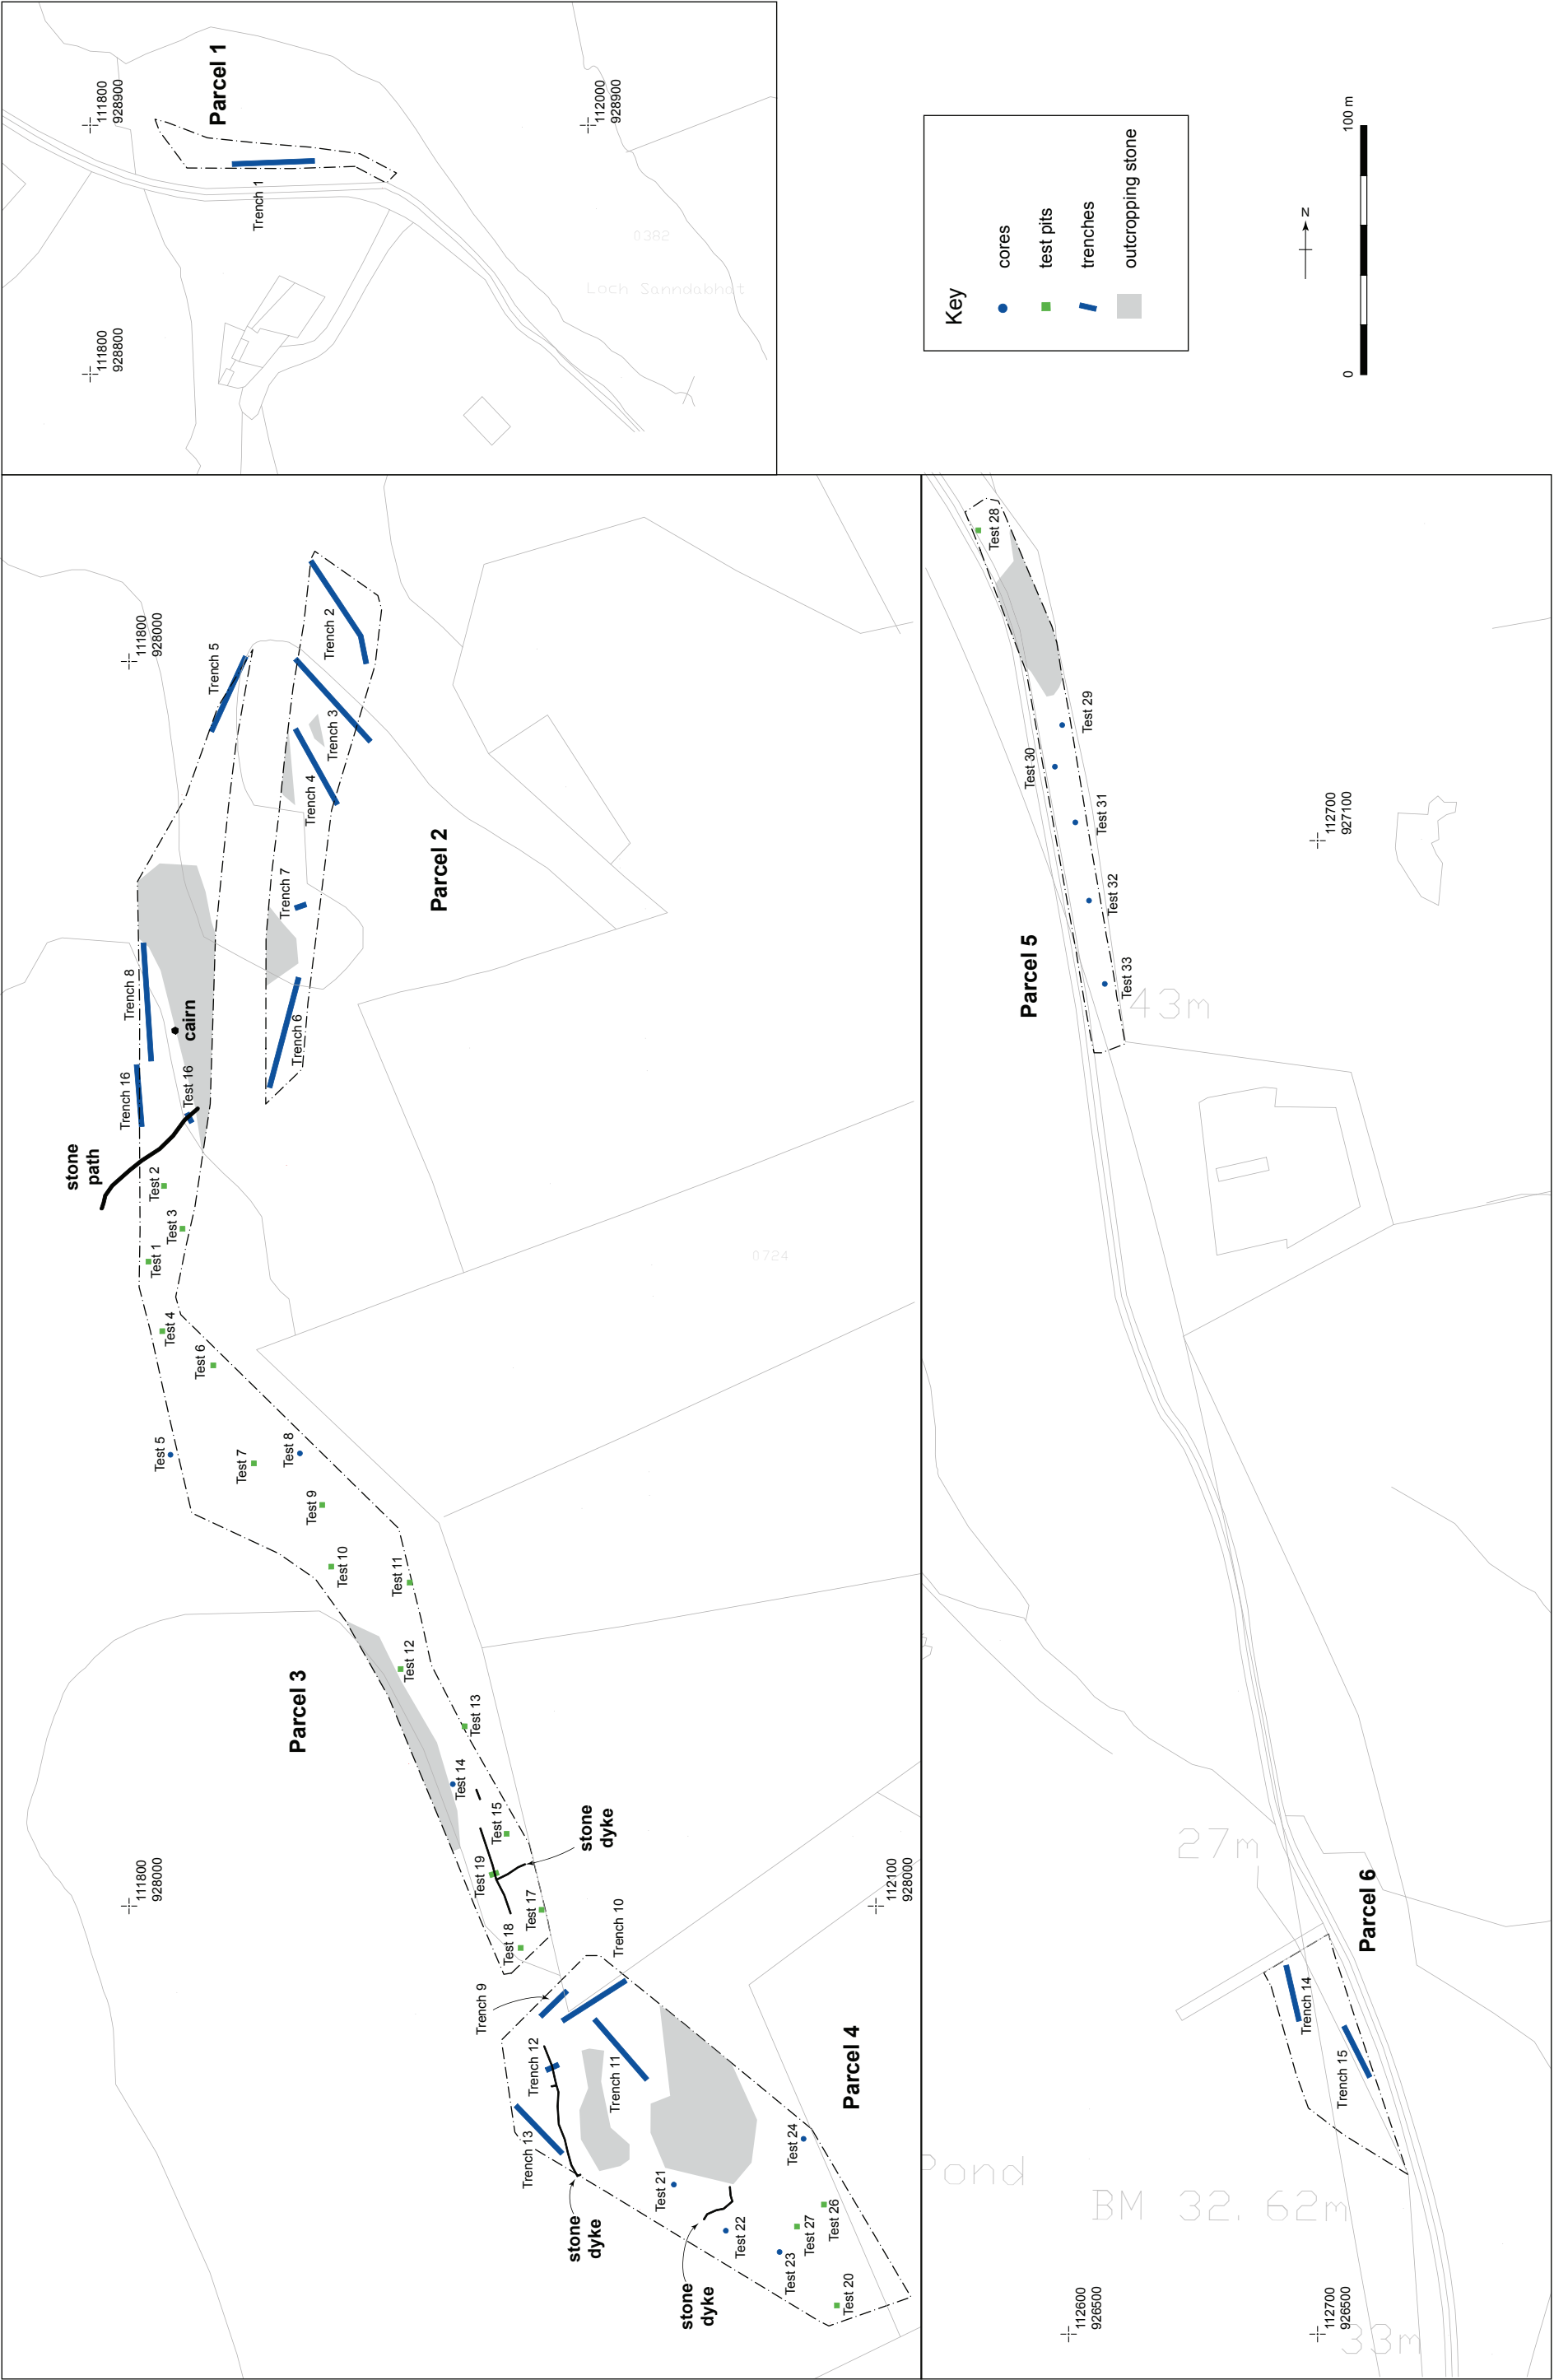 111800
928900
Parcel 1
Trench 1
112000
928900
0382
Loch Sanndabhat
111800
928800
Key
cores
test pits
trenches
outcropping stone
N
0
100 m
111800
928000
Trench 5
Trench 2
Trench 3
Trench 4
Parcel 2
Trench 7
Trench 8
cairn
Trench 6
Trench 16
Test 16
stone
path
Test 2
Test 3
Test 1
Test 4
Test 6
0724
Test 5
Test 7
Test 8
Test 9
Test 10
Test 11
Test 12
Parcel 3
Test 13
Test 14
Test 15
stone
dyke
Test 19
111800
928000
Test 17
Test 18
112100
928000
Trench 10
Trench 9
Trench 12
Trench 11
Trench 13
Parcel 4
Test 24
Test 21
stone
dyke
Test 22
Test 26
Test 27
Test 23
Test 20
stone
dyke
Test 28
Test 29
Test 30
Test 31
112700
927100
Test 32
Parcel 5
Test 33
43m
27m
Parcel 6
Trench 14
Trench 15
Pond
BM 32.62m
112600
926500
112700
926500
33m